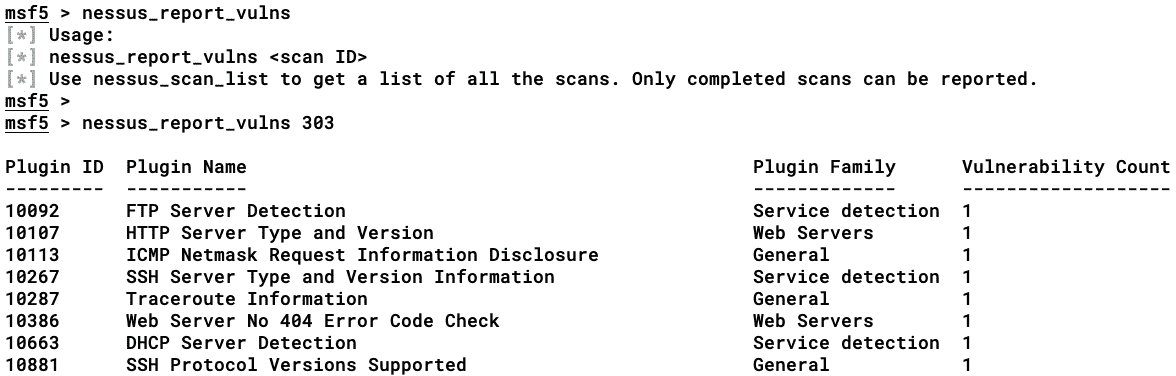 msf5 > nessus_report_vulns
[*] Usage:
[*] nessus_report_vulns <scan ID>
[*] Use nessus_scan_list to get a list of all the scans. Only completed scans can be reported.
msf5 >
msf5 > nessus_report_vulns 303
Plugin ID  Plugin Name                                              Plugin Family      Vulnerability Count
---------  -----------                                              -------------      -------------------
10092      FTP Server Detection                                     Service detection  1
10107      HTTP Server Type and Version                             Web Servers        1
10113      ICMP Netmask Request Information Disclosure              General            1
10267      SSH Server Type and Version Information                  Service detection  1
10287      Traceroute Information                                   General            1
10386      Web Server No 404 Error Code Check                       Web Servers        1
10663      DHCP Server Detection                                    Service detection  1
10881      SSH Protocol Versions Supported                          General            1